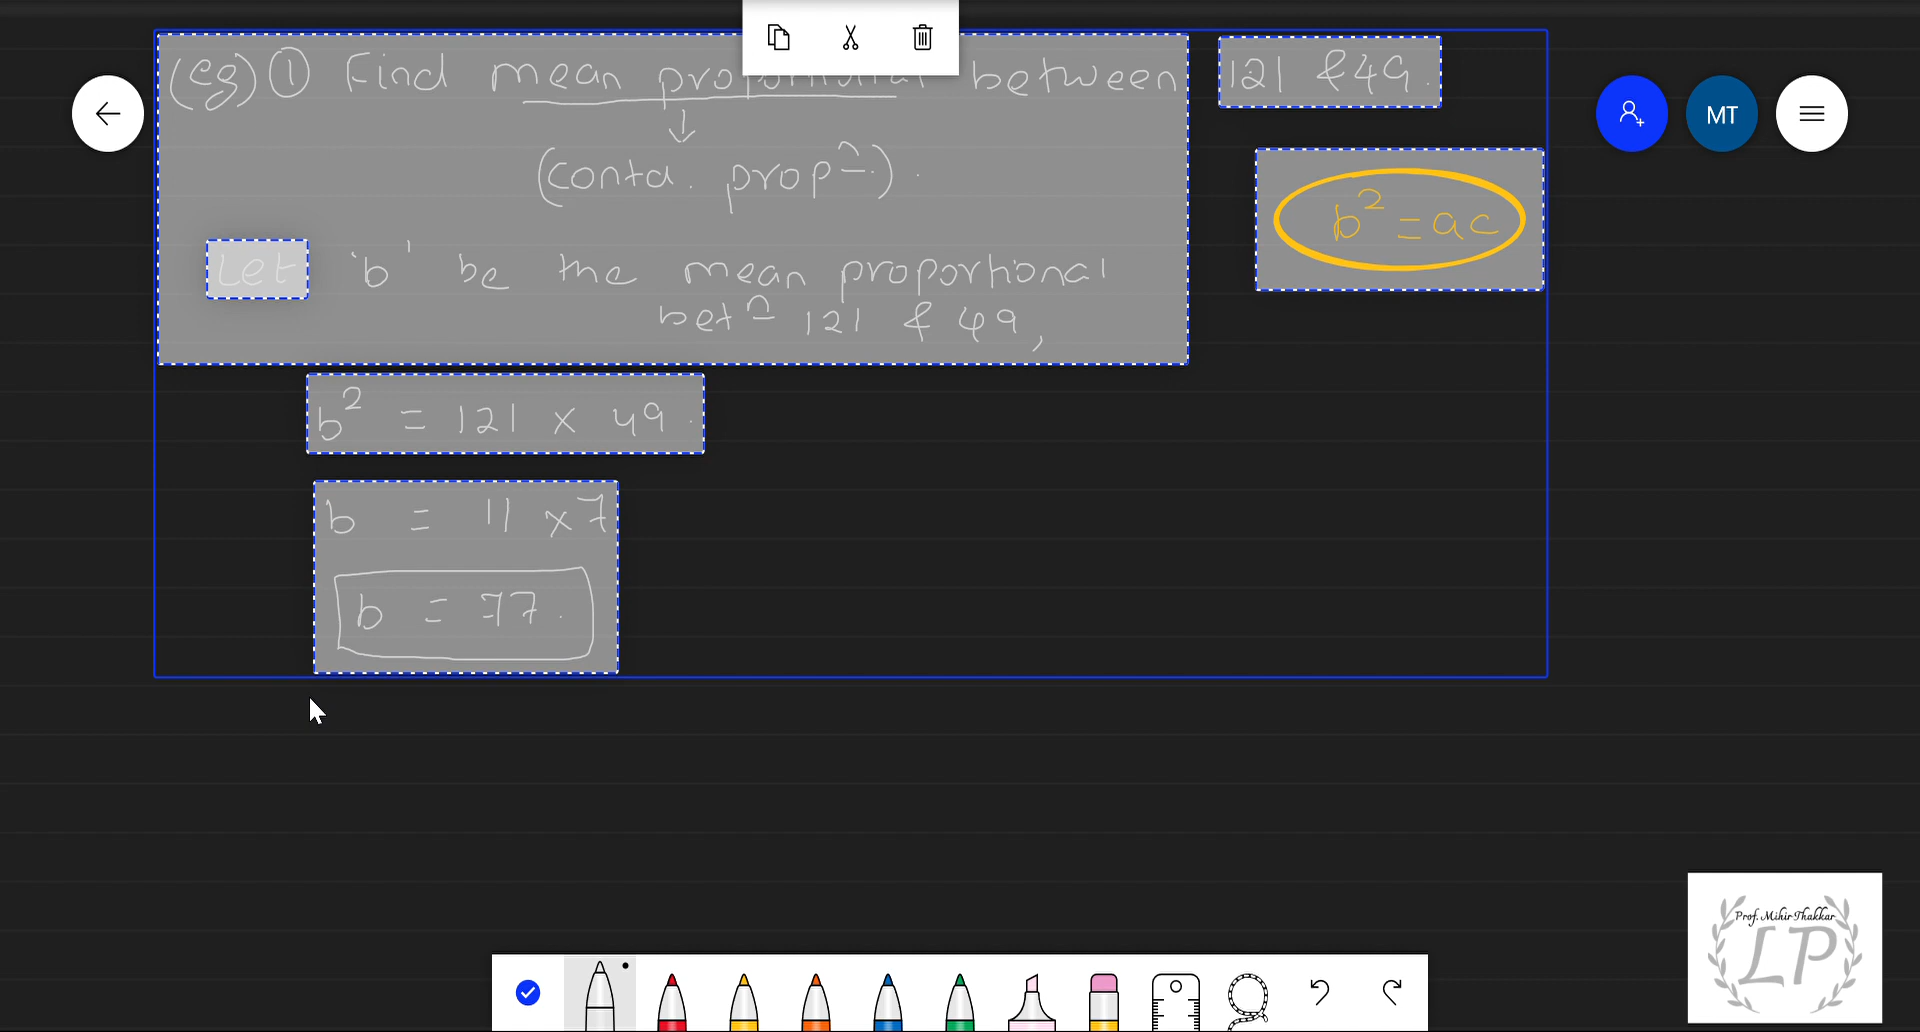 (eg) ① Find mean proportional between 121 & 49.
(contd. propⁿ.).
Let 'b' be the mean proportional
betⁿ 121 & 49,
b² = ac
b² = 121 x 49.
b = 11 x 7
b = 77.
MT
Prof. Mihir Thakkar
LP